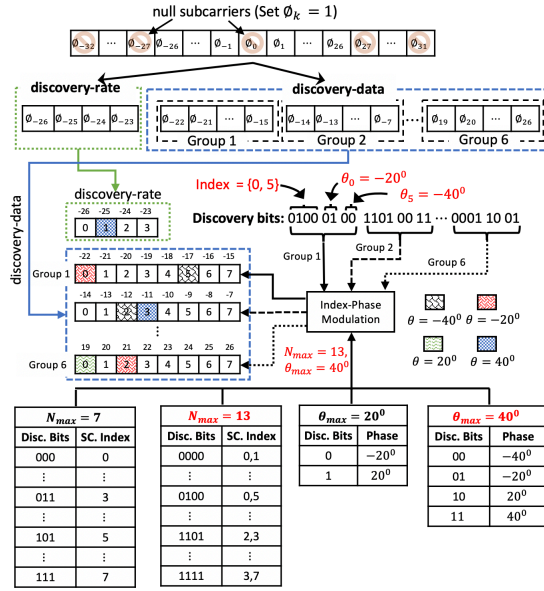 null subcarriers (Set ∅ₖ = 1)
∅₋₃₂ ⋯ ∅₋₂₇ ∅₋₂₆ ⋯ ∅₋₁ ∅₀ ∅₁ ⋯ ∅₂₆ ∅₂₇ ⋯ ∅₃₁
discovery-rate
discovery-data
∅₋₂₆ ∅₋₂₅ ∅₋₂₄ ∅₋₂₃
∅₋₂₂ ∅₋₂₁ ⋯ ∅₋₁₅
∅₋₁₄ ∅₋₁₃ ⋯ ∅₋₇ ⋯ ∅₁₉ ∅₂₀ ⋯ ∅₂₆
Group 1 Group 2 Group 6
discovery-data
discovery-rate
-26 -25 -24 -23
0 1 2 3
Index = {0, 5}
θ₀ = −20⁰
θ₅ = −40⁰
Discovery bits: 0100 01 00 1101 00 11 ⋯ 0001 10 01
Group 1
Group 2
Group 6
-22 -21 -20 -19 -18 -17 -16 -15
Group 1 0 1 2 3 4 5 6 7
-14 -13 -12 -11 -10 -9 -8 -7
0 1 2 3 4 5 6 7
⋮
19 20 21 22 23 24 25 26
Group 6 0 1 2 3 4 5 6 7
Index-Phase
Modulation
N_max = 13,
θ_max = 40⁰
θ = −40⁰ θ = −20⁰
θ = 20⁰ θ = 40⁰
N_max = 7
Disc. Bits SC. Index
000 0
⋮ ⋮
011 3
⋮ ⋮
101 5
⋮ ⋮
111 7
N_max = 13
Disc. Bits SC. Index
0000 0,1
⋮ ⋮
0100 0,5
⋮ ⋮
1101 2,3
⋮ ⋮
1111 3,7
θ_max = 20⁰
Disc. Bits Phase
0 −20⁰
1 20⁰
θ_max = 40⁰
Disc. Bits Phase
00 −40⁰
01 −20⁰
10 20⁰
11 40⁰